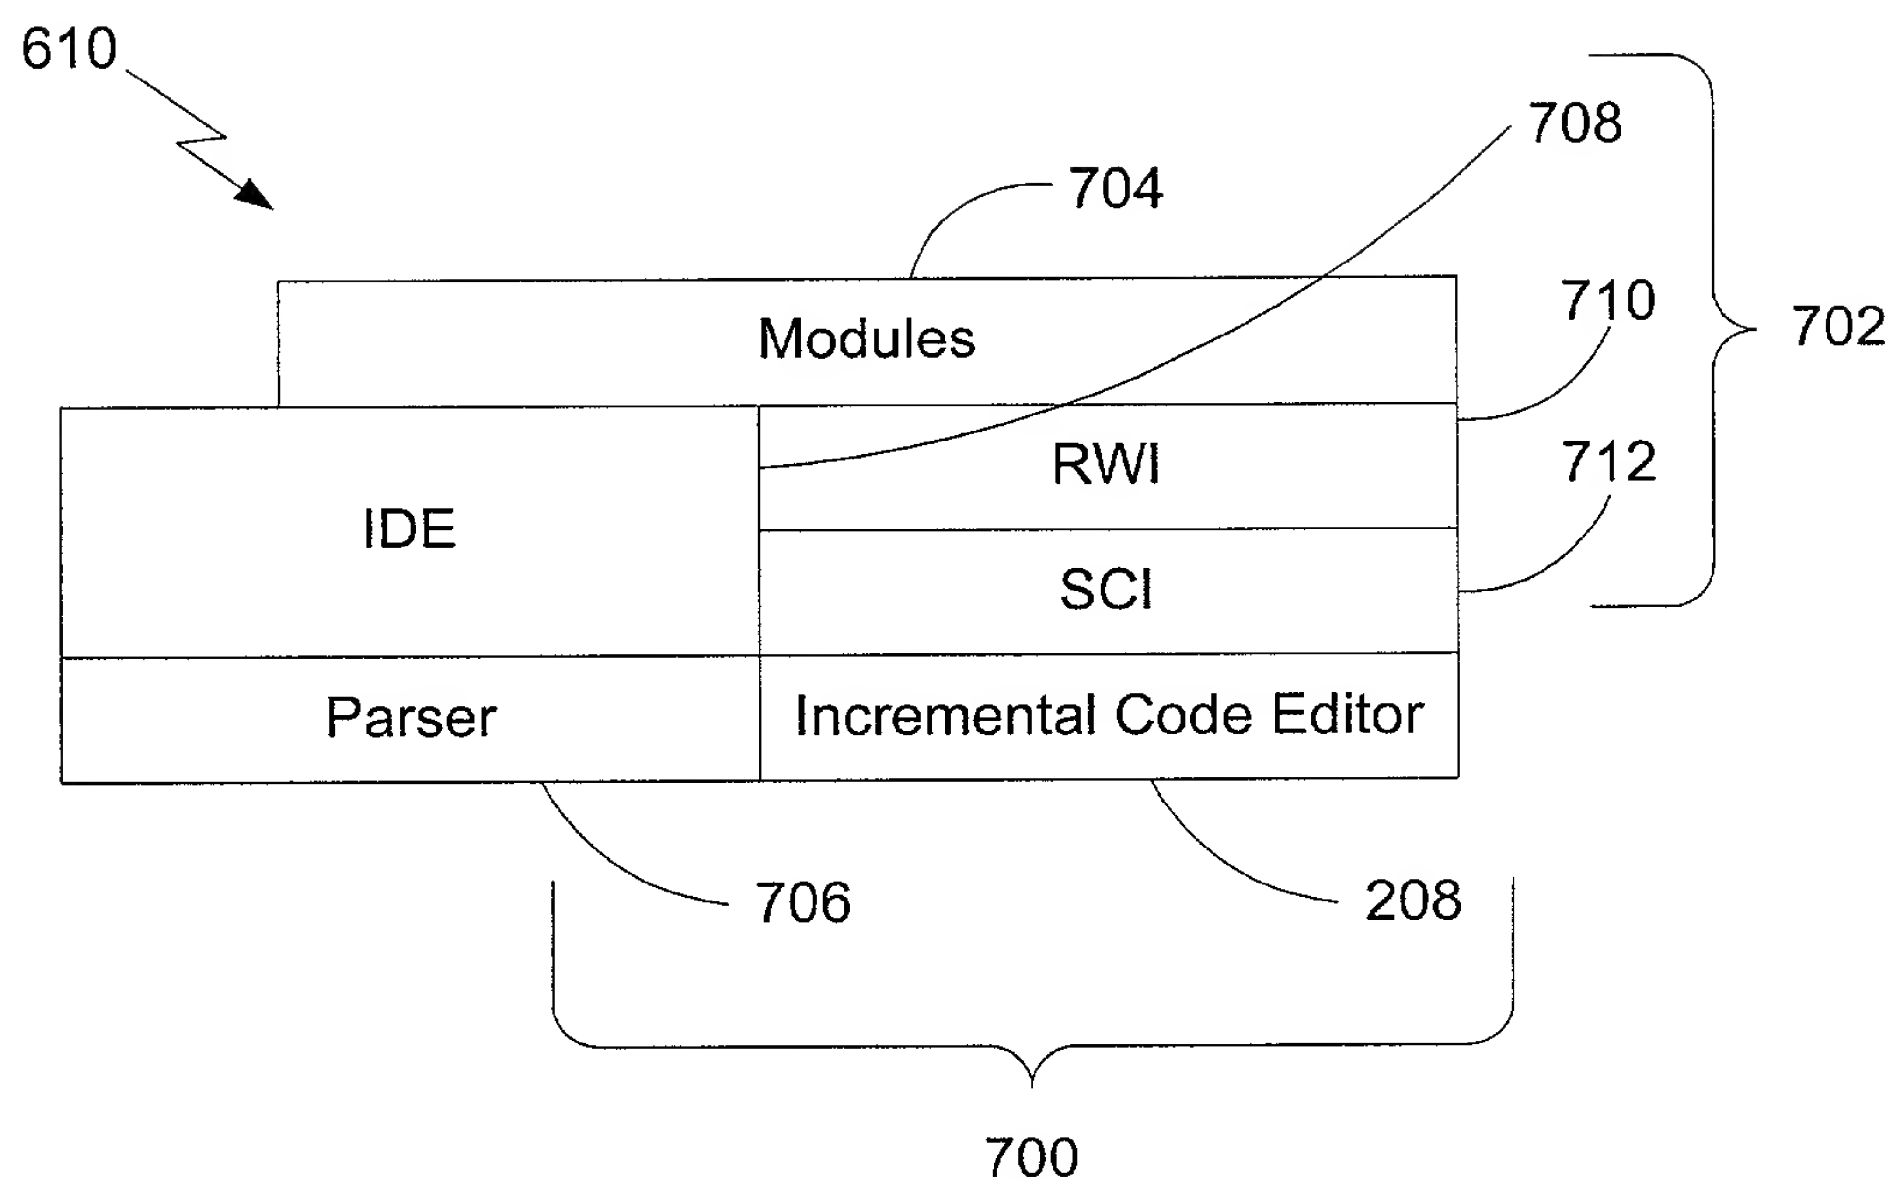 610
708
704
710
702
Modules
RWI
712
IDE
SCI
Parser
Incremental Code Editor
706
208
700